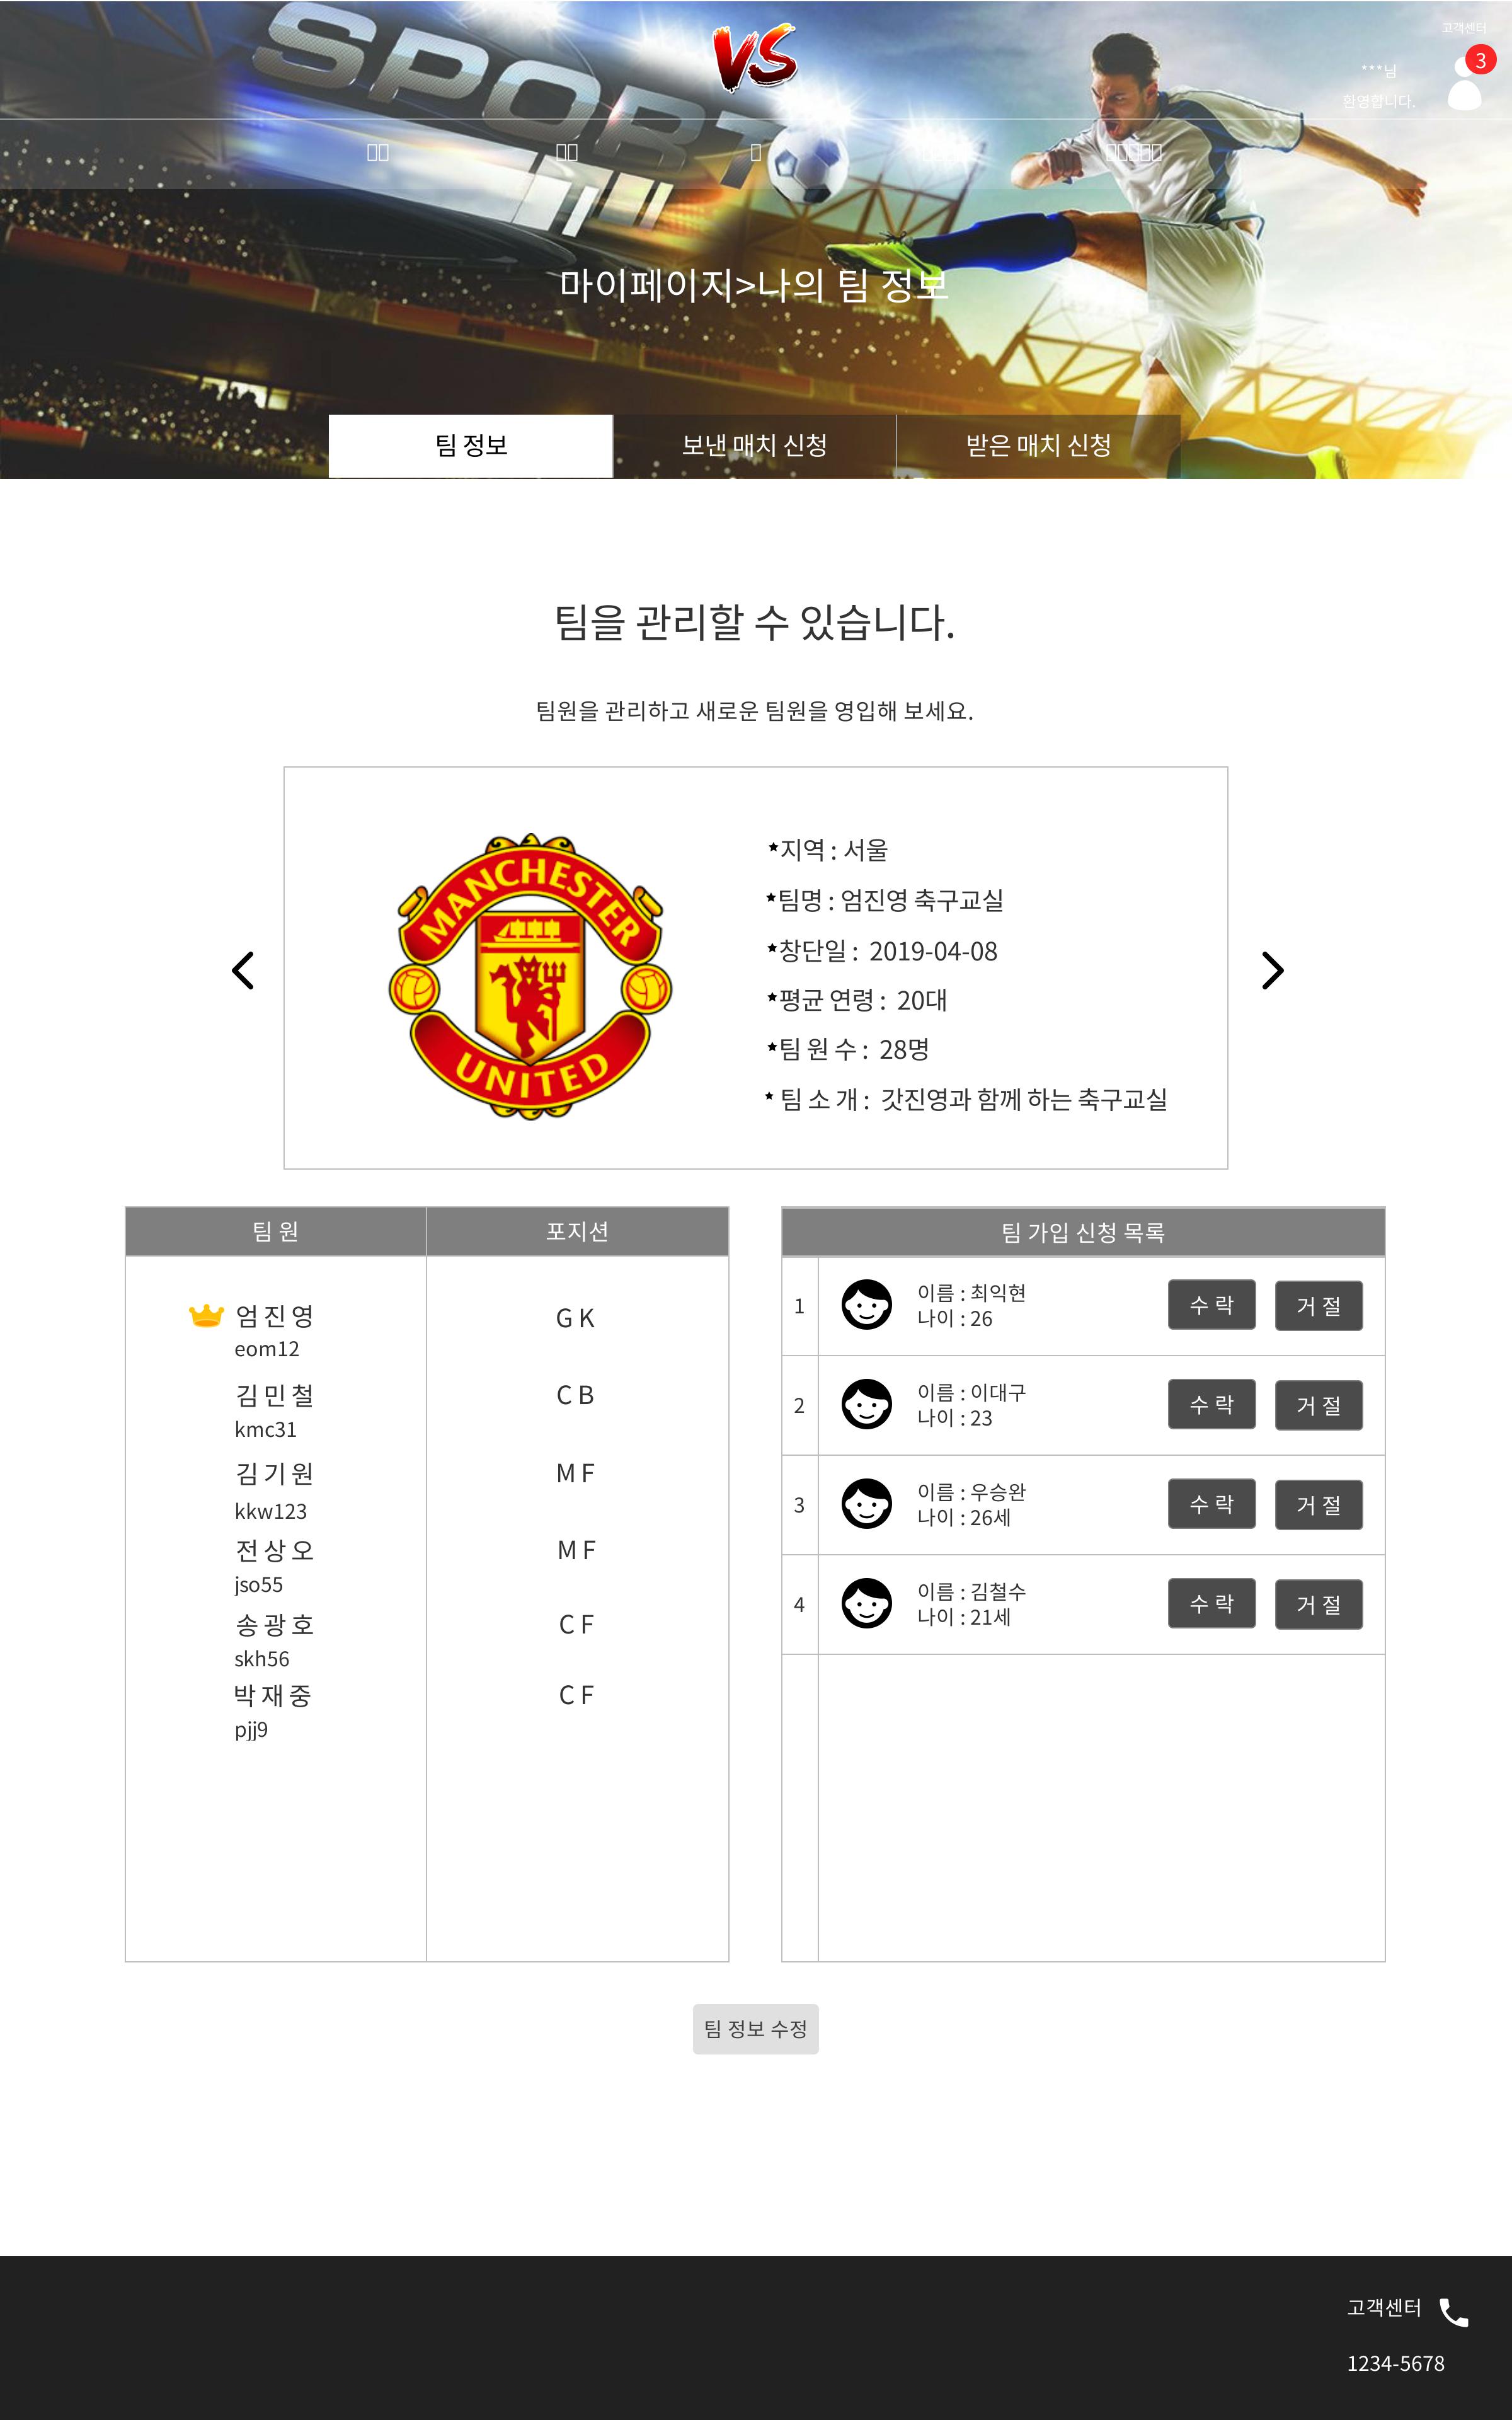 SPORT
VS
고객센터
3
***님
환영합니다.
마이페이지>나의 팀 정보
팀 정보
보낸 매치 신청
받은 매치 신청
팀을 관리할 수 있습니다.
팀원을 관리하고 새로운 팀원을 영입해 보세요.
MANCHESTER
UNITED
★지역 : 서울
★팀명 : 엄진영 축구교실
★창단일 : 2019-04-08
★평균 연령 : 20대
★팀 원 수 : 28명
★ 팀 소 개 : 갓진영과 함께 하는 축구교실
팀 원
포지션
엄 진 영
eom12
G K
김 민 철
kmc31
C B
김 기 원
kkw123
M F
전 상 오
jso55
M F
송 광 호
skh56
C F
박 재 중
pjj9
C F
팀 가입 신청 목록
1
이름 : 최익현
나이 : 26
수 락
거 절
2
이름 : 이대구
나이 : 23
수 락
거 절
3
이름 : 우승완
나이 : 26세
수 락
거 절
4
이름 : 김철수
나이 : 21세
수 락
거 절
팀 정보 수정
고객센터
1234-5678